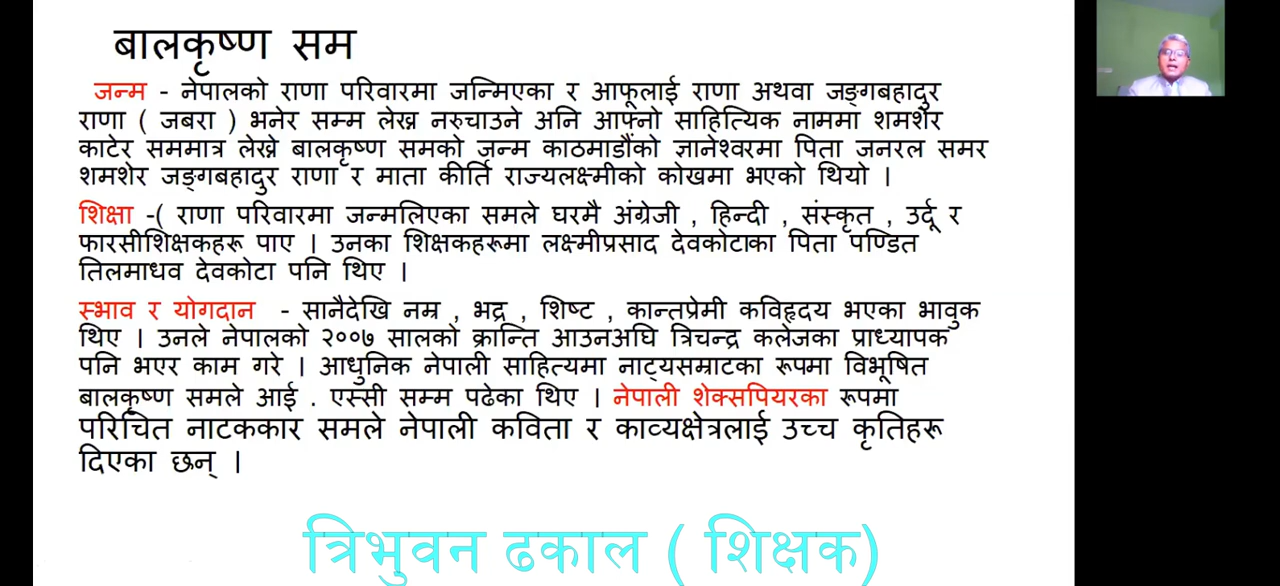 बालकृष्ण सम
जन्म - नेपालको राणा परिवारमा जन्मिएका र आफूलाई राणा अथवा जङ्गबहादुर
राणा ( जबरा ) भनेर सम्म लेख्न नरुचाउने अनि आफ्नो साहित्यिक नाममा शमशेर
काटेर सममात्र लेख्ने बालकृष्ण समको जन्म काठमाडौंको ज्ञानेश्वरमा पिता जनरल समर
शमशेर जङ्गबहादुर राणा र माता कीर्ति राज्यलक्ष्मीको कोखमा भएको थियो ।
शिक्षा -( राणा परिवारमा जन्मलिएका समले घरमै अंग्रेजी , हिन्दी , संस्कृत , उर्दू र
फारसीशिक्षकहरू पाए । उनका शिक्षकहरूमा लक्ष्मीप्रसाद देवकोटाका पिता पण्डित
तिलमाधव देवकोटा पनि थिए ।
स्भाव र योगदान - सानैदेखि नम्र , भद्र , शिष्ट , कान्तप्रेमी कविहृदय भएका भावुक
थिए । उनले नेपालको २००७ सालको क्रान्ति आउनअघि त्रिचन्द्र कलेजका प्राध्यापक
पनि भएर काम गरे । आधुनिक नेपाली साहित्यमा नाट्यसम्राटका रूपमा विभूषित
बालकृष्ण समले आई . एस्सी सम्म पढेका थिए । नेपाली शेक्सपियरका रूपमा
परिचित नाटककार समले नेपाली कविता र काव्यक्षेत्रलाई उच्च कृतिहरू
दिएका छन् ।
त्रिभुवन ढकाल ( शिक्षक)